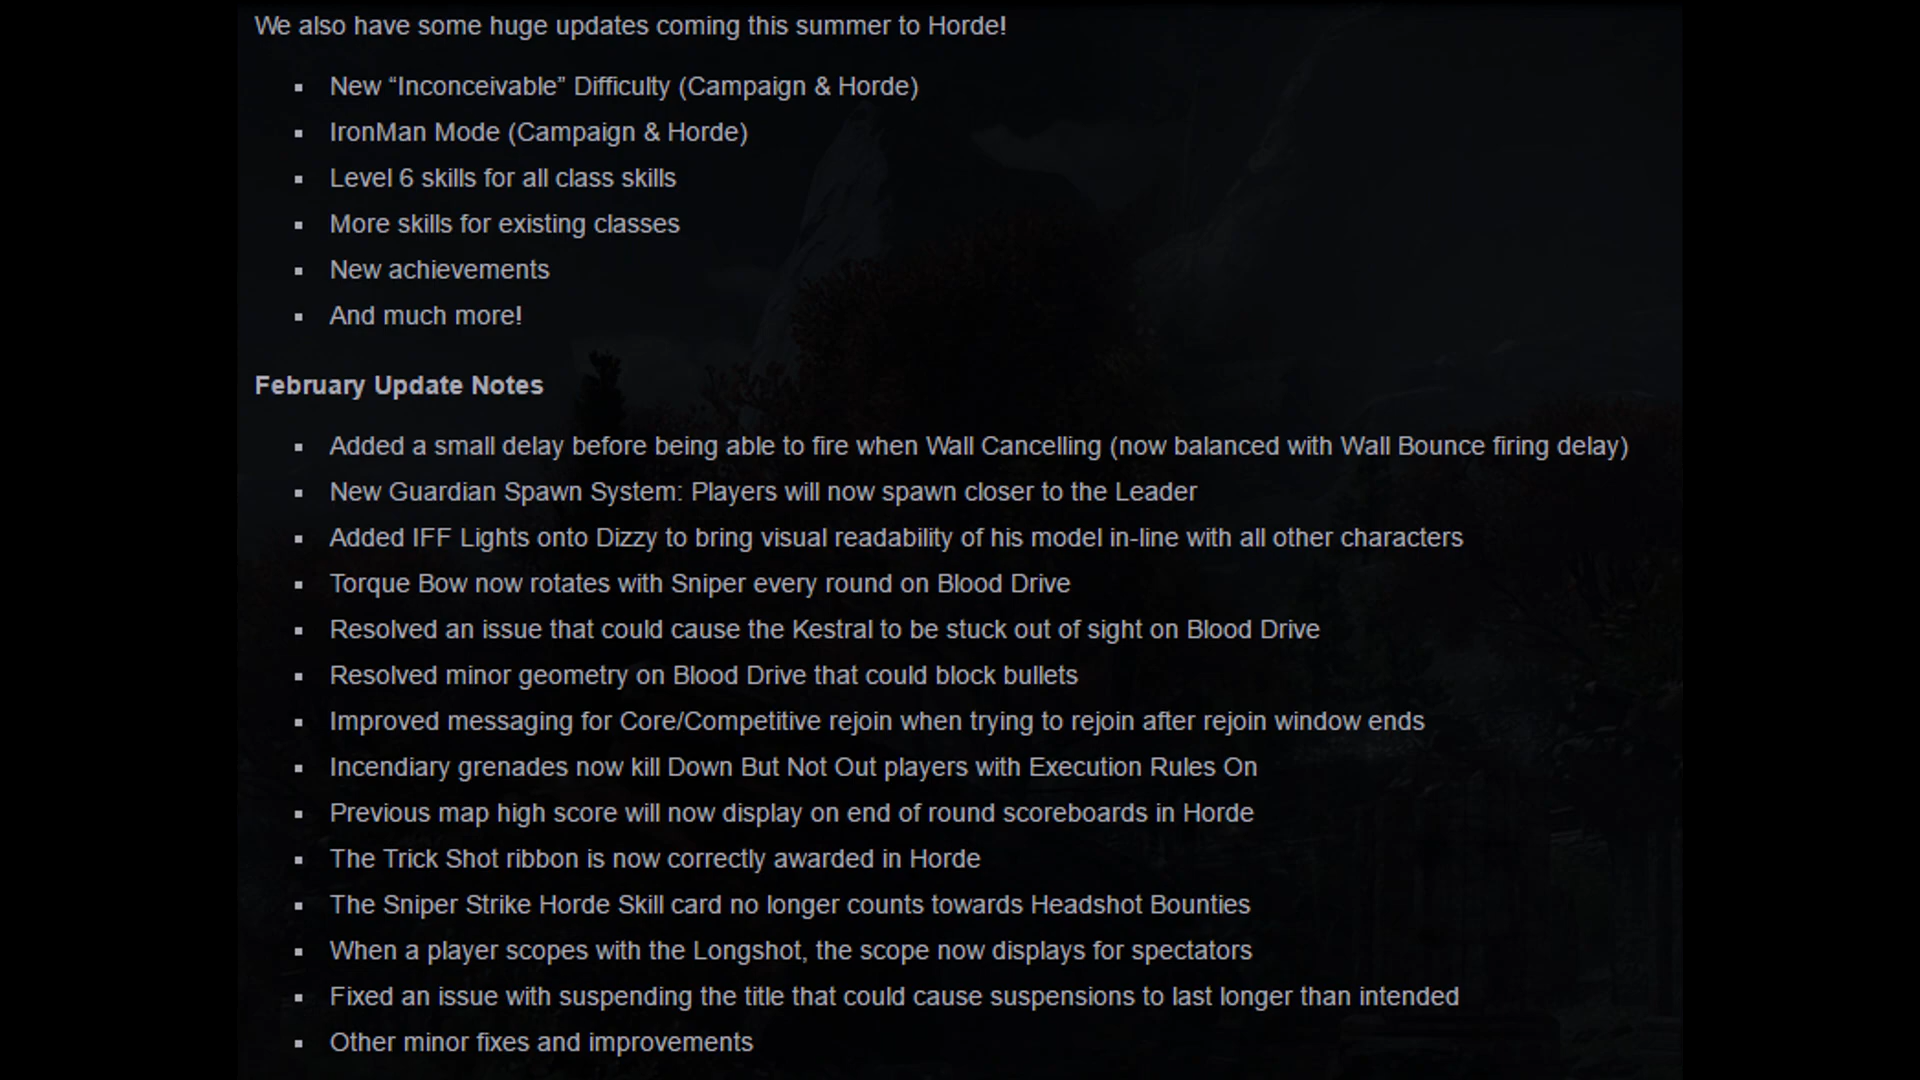 We also have some huge updates coming this summer to Horde!
▪ New “Inconceivable” Difficulty (Campaign & Horde)
▪ IronMan Mode (Campaign & Horde)
▪ Level 6 skills for all class skills
▪ More skills for existing classes
▪ New achievements
▪ And much more!
February Update Notes
▪ Added a small delay before being able to fire when Wall Cancelling (now balanced with Wall Bounce firing delay)
▪ New Guardian Spawn System: Players will now spawn closer to the Leader
▪ Added IFF Lights onto Dizzy to bring visual readability of his model in-line with all other characters
▪ Torque Bow now rotates with Sniper every round on Blood Drive
▪ Resolved an issue that could cause the Kestral to be stuck out of sight on Blood Drive
▪ Resolved minor geometry on Blood Drive that could block bullets
▪ Improved messaging for Core/Competitive rejoin when trying to rejoin after rejoin window ends
▪ Incendiary grenades now kill Down But Not Out players with Execution Rules On
▪ Previous map high score will now display on end of round scoreboards in Horde
▪ The Trick Shot ribbon is now correctly awarded in Horde
▪ The Sniper Strike Horde Skill card no longer counts towards Headshot Bounties
▪ When a player scopes with the Longshot, the scope now displays for spectators
▪ Fixed an issue with suspending the title that could cause suspensions to last longer than intended
▪ Other minor fixes and improvements